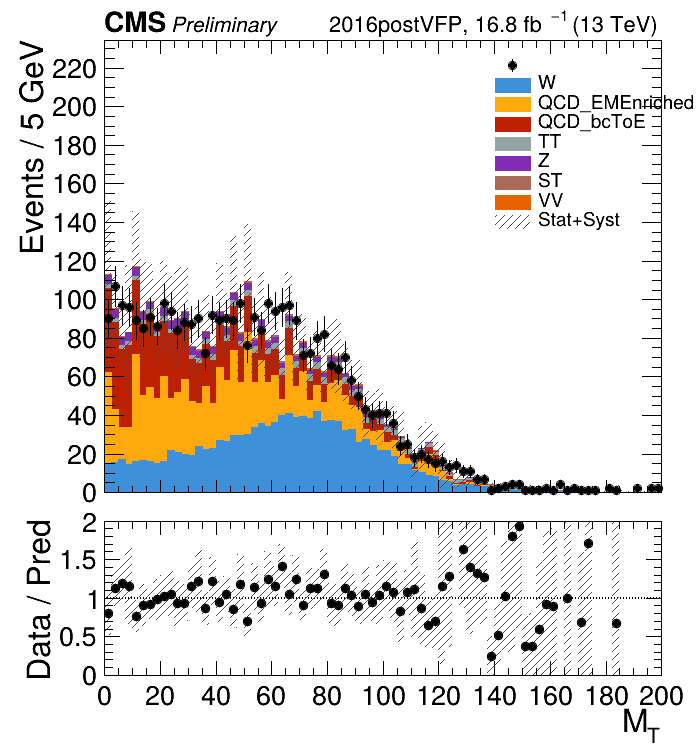 CMS Preliminary 2016postVFP, 16.8 fb ⁻¹ (13 TeV)
Events / 5 GeV
220
200
180
160
140
120
100
80
60
40
20
0
W
QCD_EMEnriched
QCD_bcToE
TT
Z
ST
VV
Stat+Syst
Data / Pred
2
1.5
1
0.5
0
0 20 40 60 80 100 120 140 160 180 200
M_T